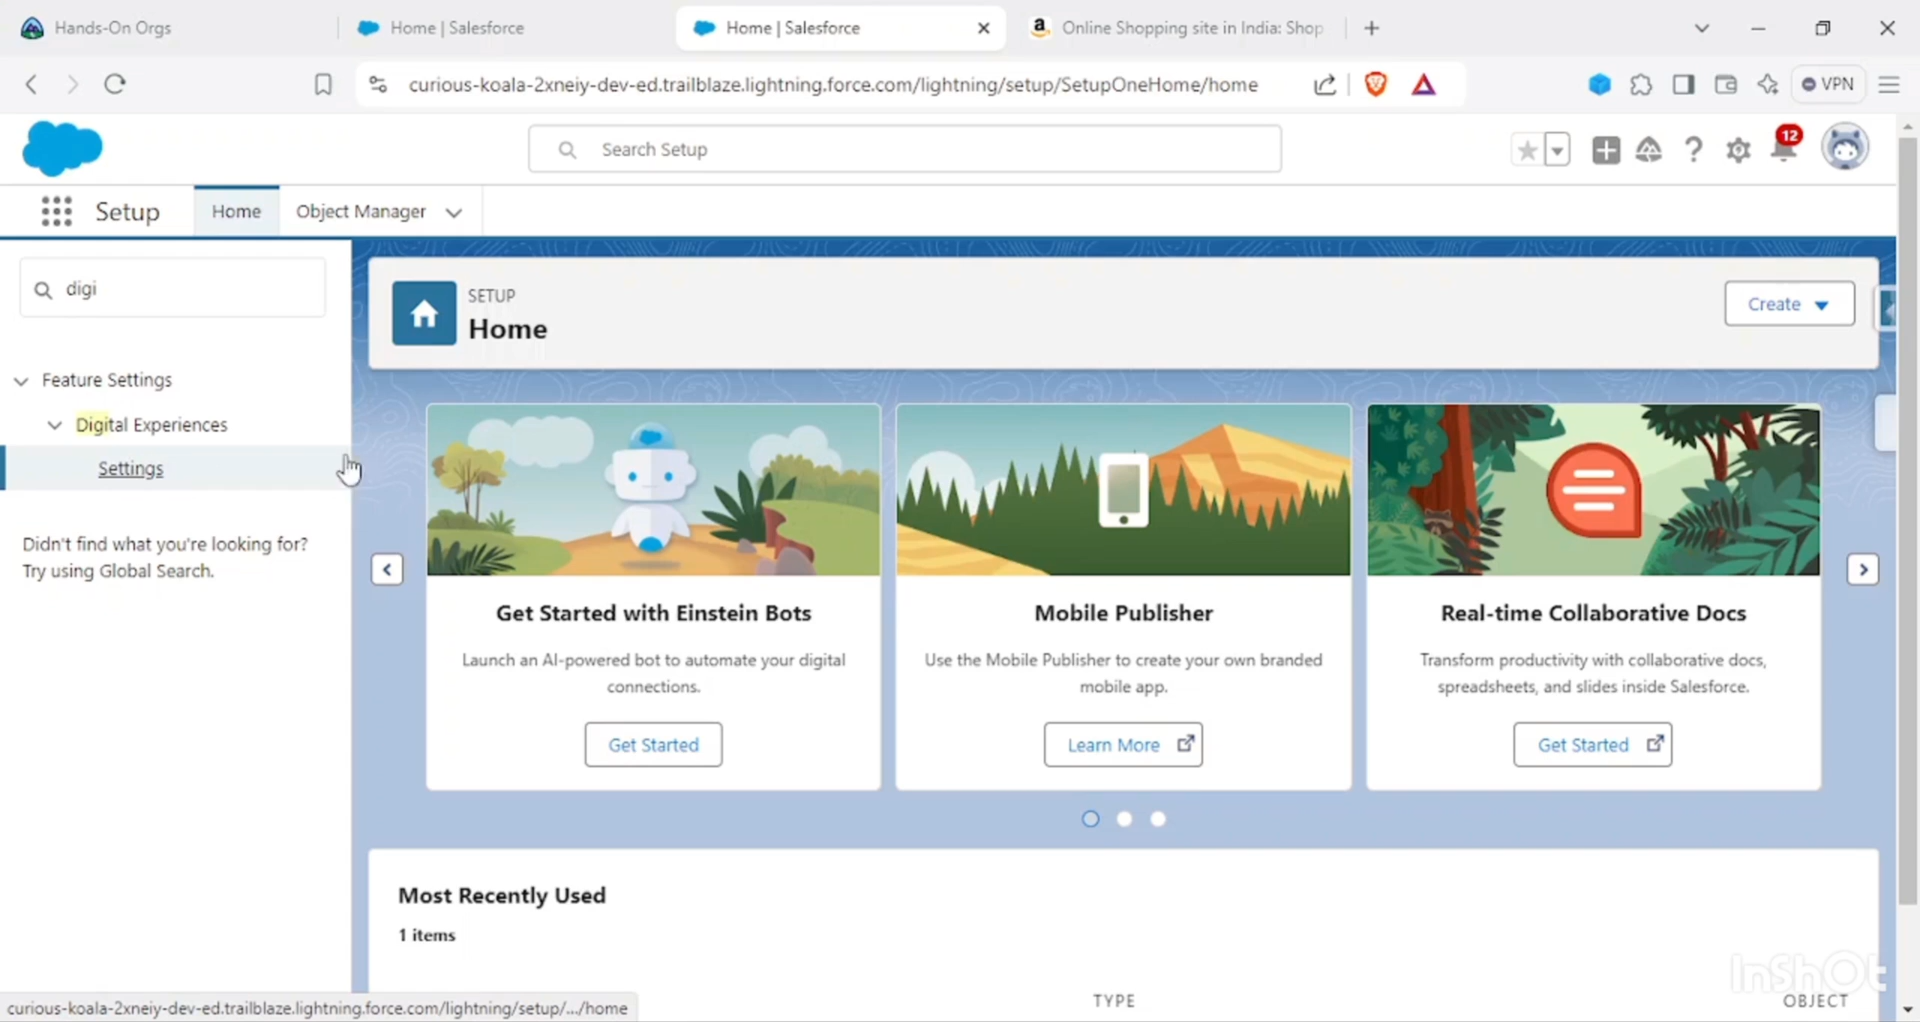 Hands-On Orgs
Home | Salesforce
Home | Salesforce
Online Shopping site in India: Shop
curious-koala-2xneiy-dev-ed.trailblaze.lightning.force.com/lightning/setup/SetupOneHome/home
VPN
Search Setup
12
Setup
Home
Object Manager
digi
SETUP
Home
Create
Feature Settings
Digital Experiences
Settings
Didn't find what you're looking for?
Try using Global Search.
Get Started with Einstein Bots
Launch an AI-powered bot to automate your digital
connections.
Get Started
Mobile Publisher
Use the Mobile Publisher to create your own branded
mobile app.
Learn More
Real-time Collaborative Docs
Transform productivity with collaborative docs,
spreadsheets, and slides inside Salesforce.
Get Started
Most Recently Used
1 items
TYPE
OBJECT
InShOt
curious-koala-2xneiy-dev-ed.trailblaze.lightning.force.com/lightning/setup/.../home